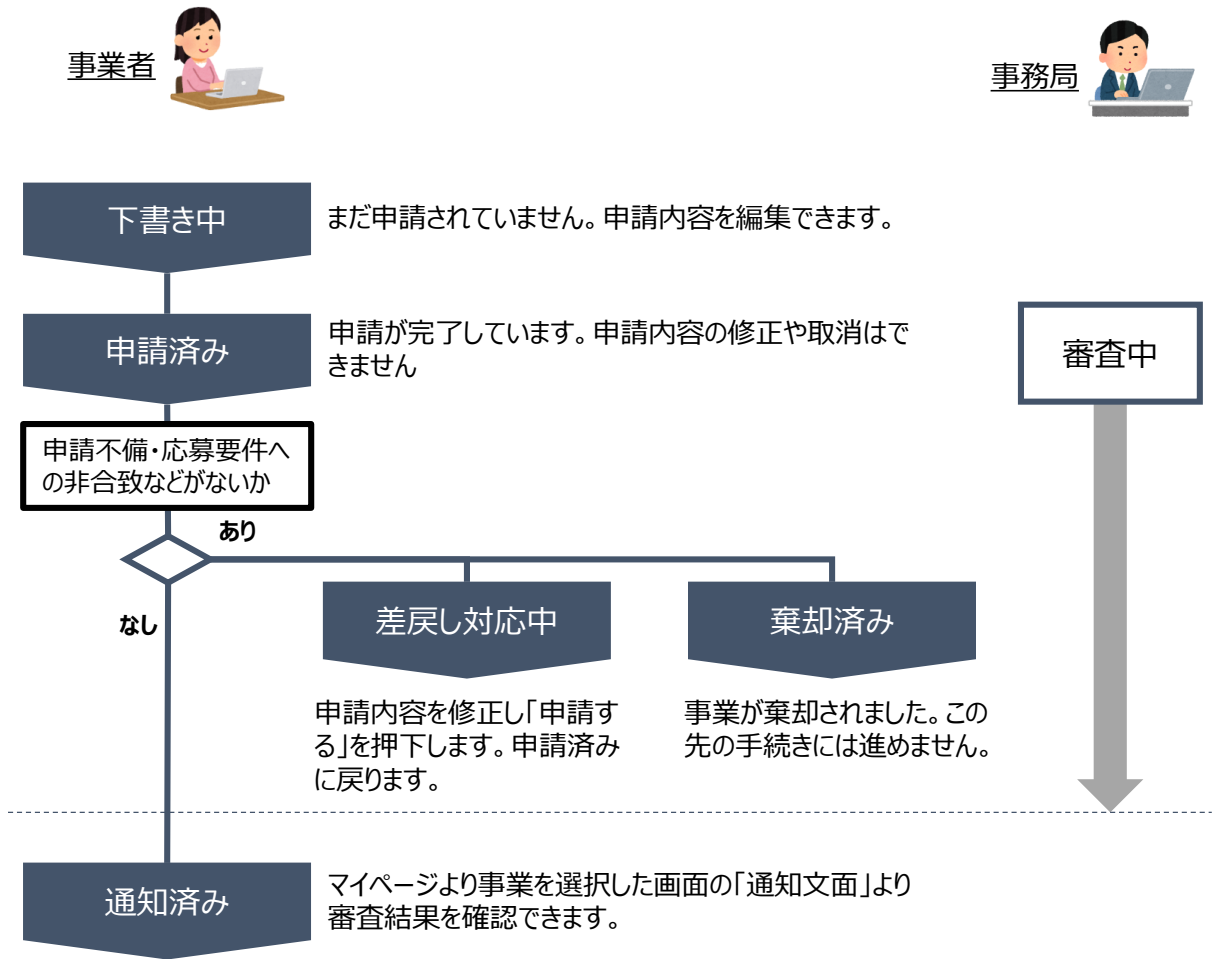 事業者
事務局
下書き中
まだ申請されていません。申請内容を編集できます。
申請済み
申請が完了しています。申請内容の修正や取消はで
きません
審査中
申請不備・応募要件へ
の非合致などがないか
あり
なし
差戻し対応中
棄却済み
申請内容を修正し「申請す
る」を押下します。申請済み
に戻ります。
事業が棄却されました。この
先の手続きには進めません。
通知済み
マイページより事業を選択した画面の「通知文面」より
審査結果を確認できます。